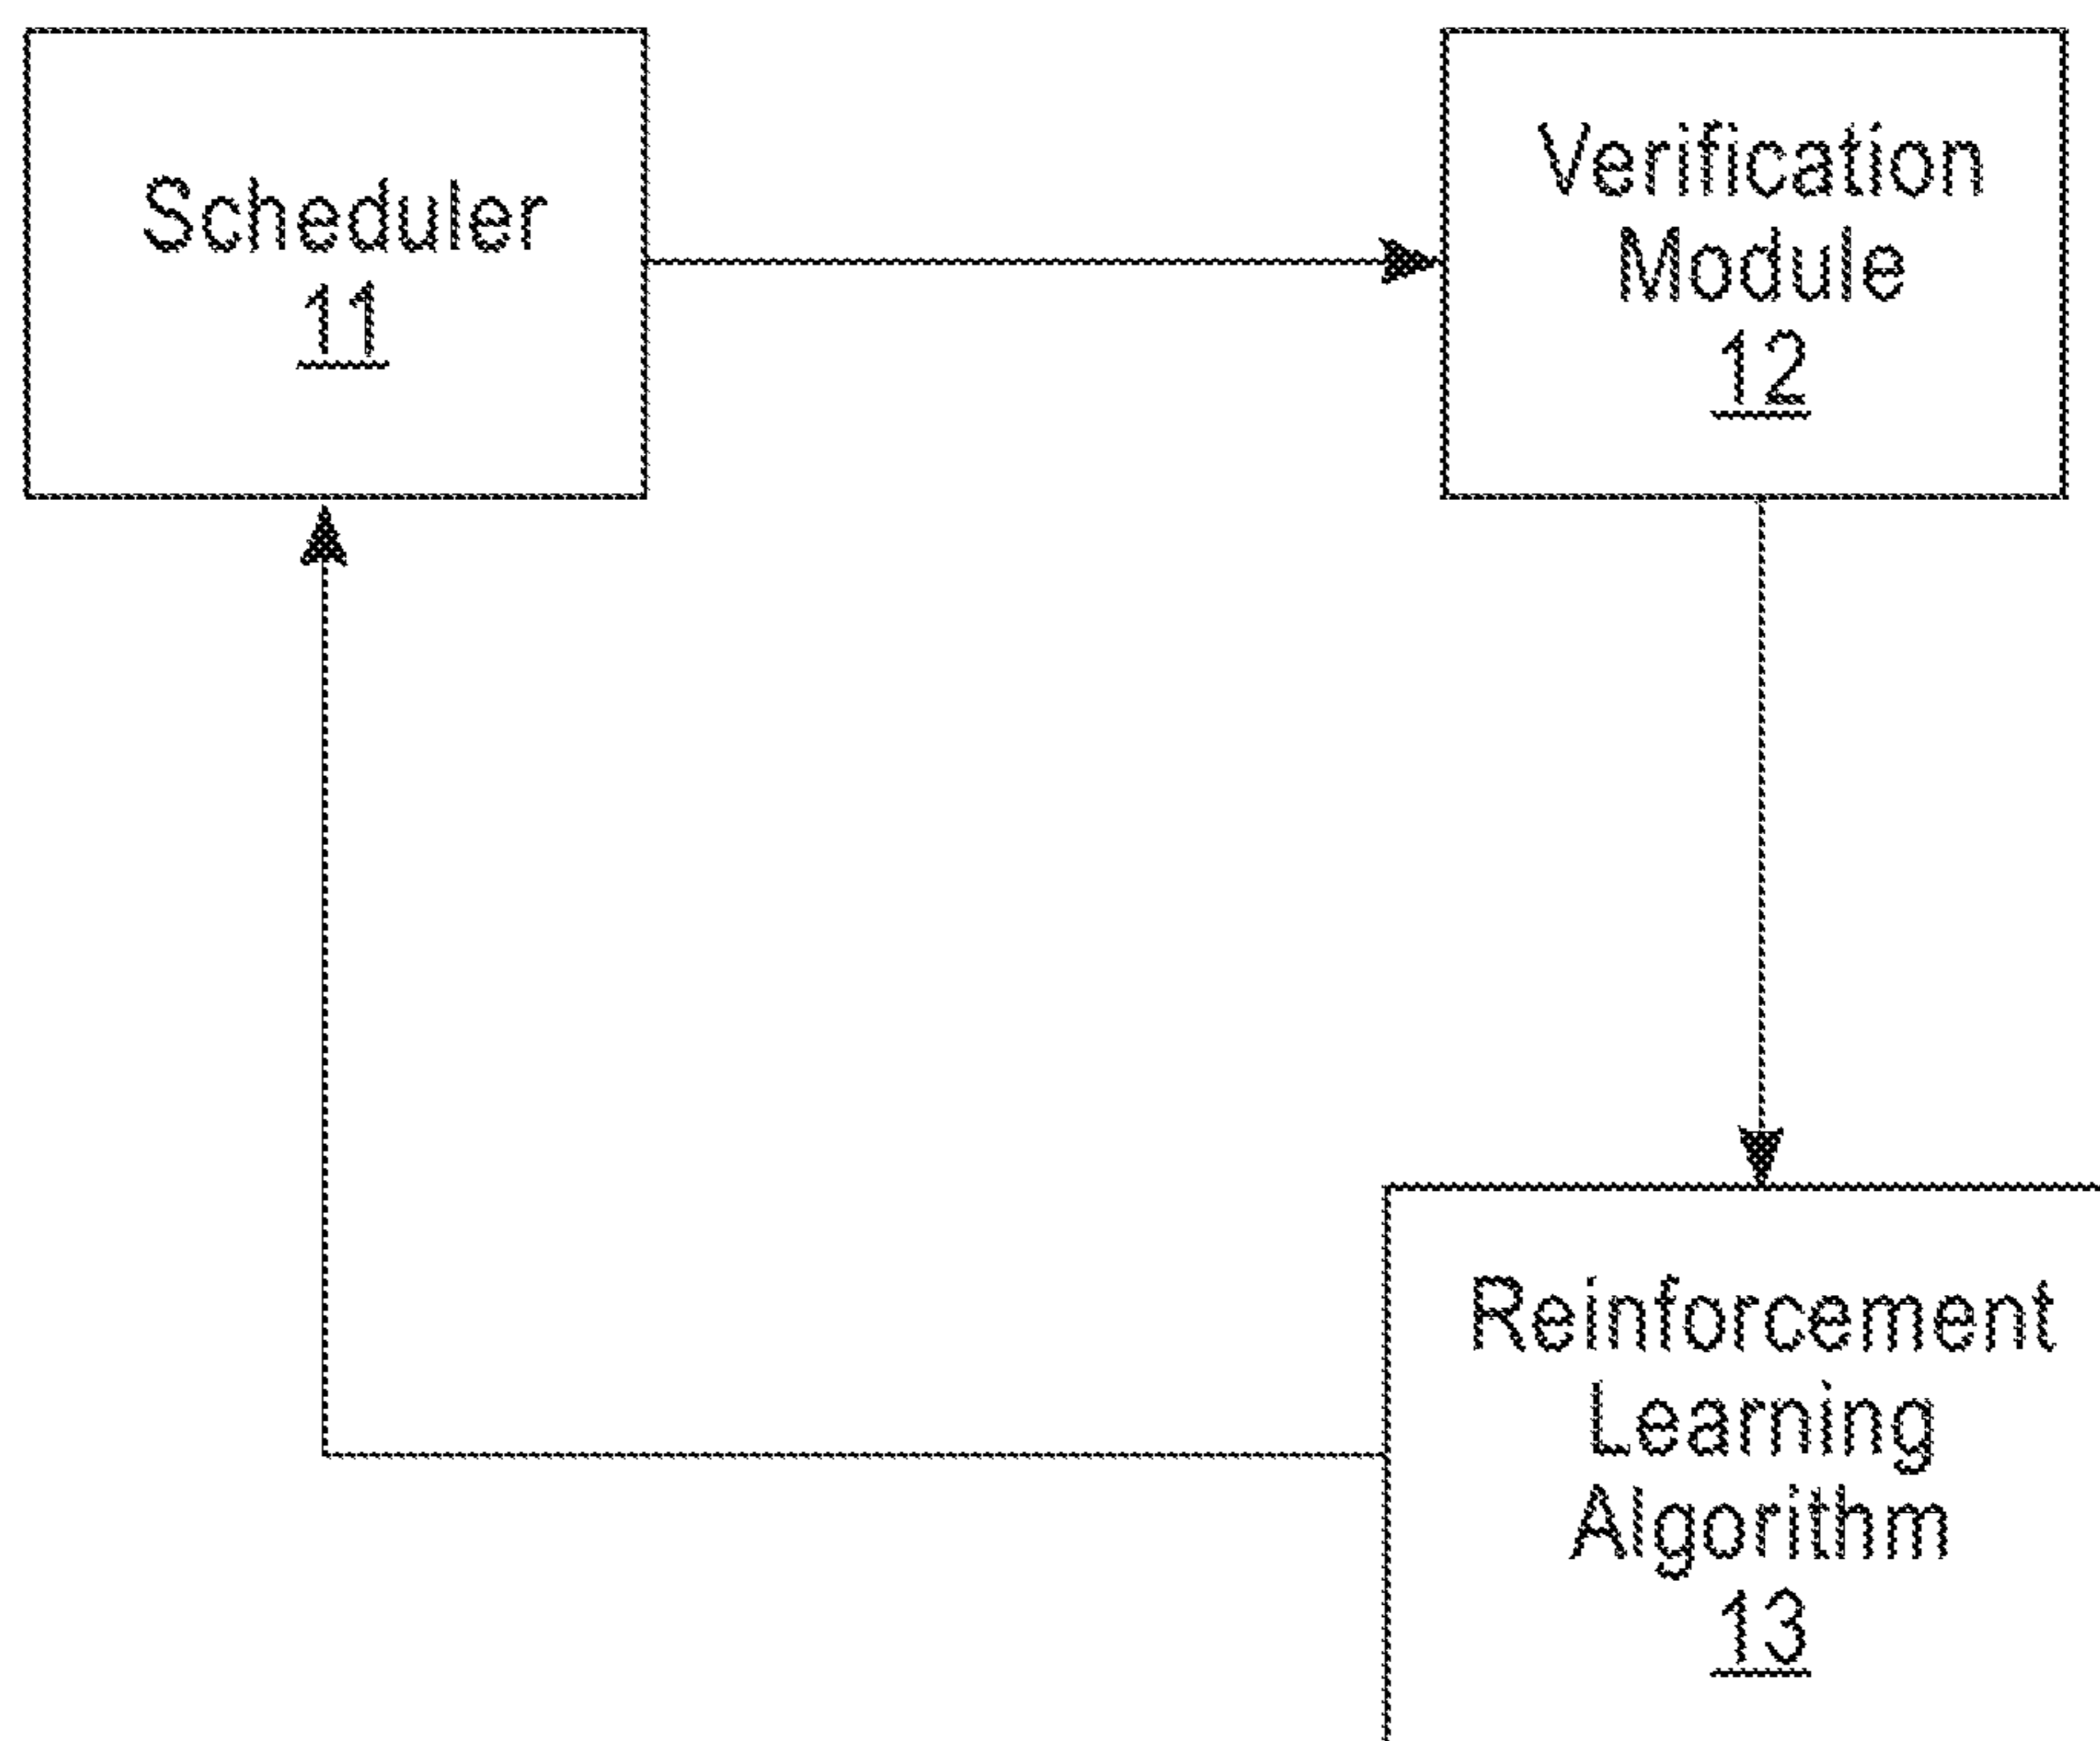 Scheduler
11
Verification
Module
12
Reinforcement
Learning
Algorithm
13